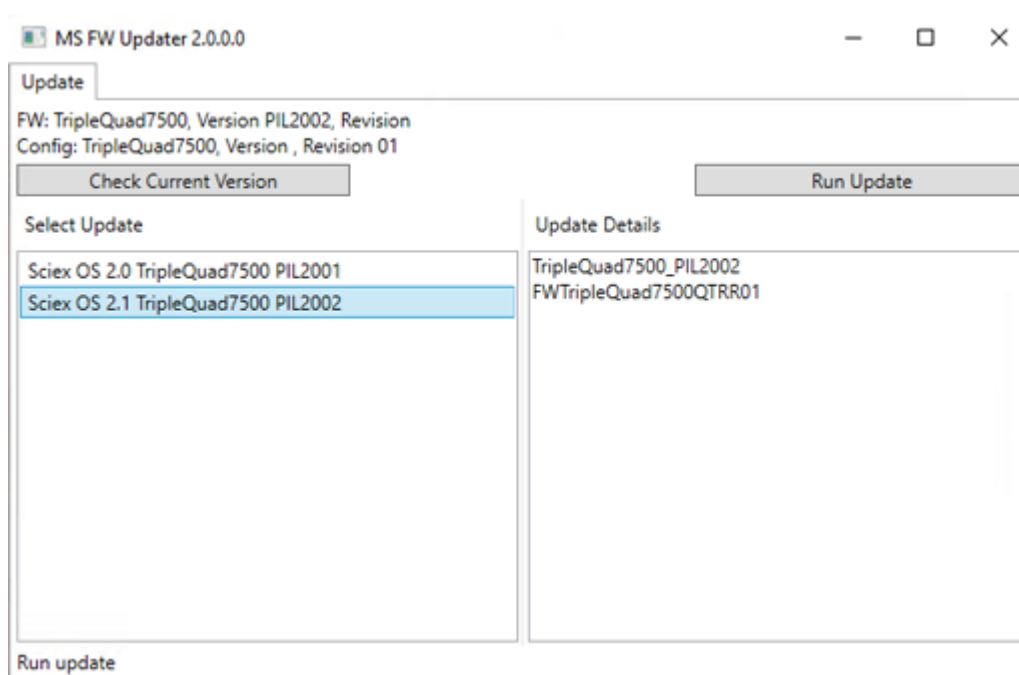 MS FW Updater 2.0.0.0
Update
FW: TripleQuad7500, Version PIL2002, Revision
Config: TripleQuad7500, Version , Revision 01
Check Current Version
Run Update
Select Update
Update Details
Sciex OS 2.0 TripleQuad7500 PIL2001
Sciex OS 2.1 TripleQuad7500 PIL2002
TripleQuad7500_PIL2002
FWTripleQuad7500QTRR01
Run update